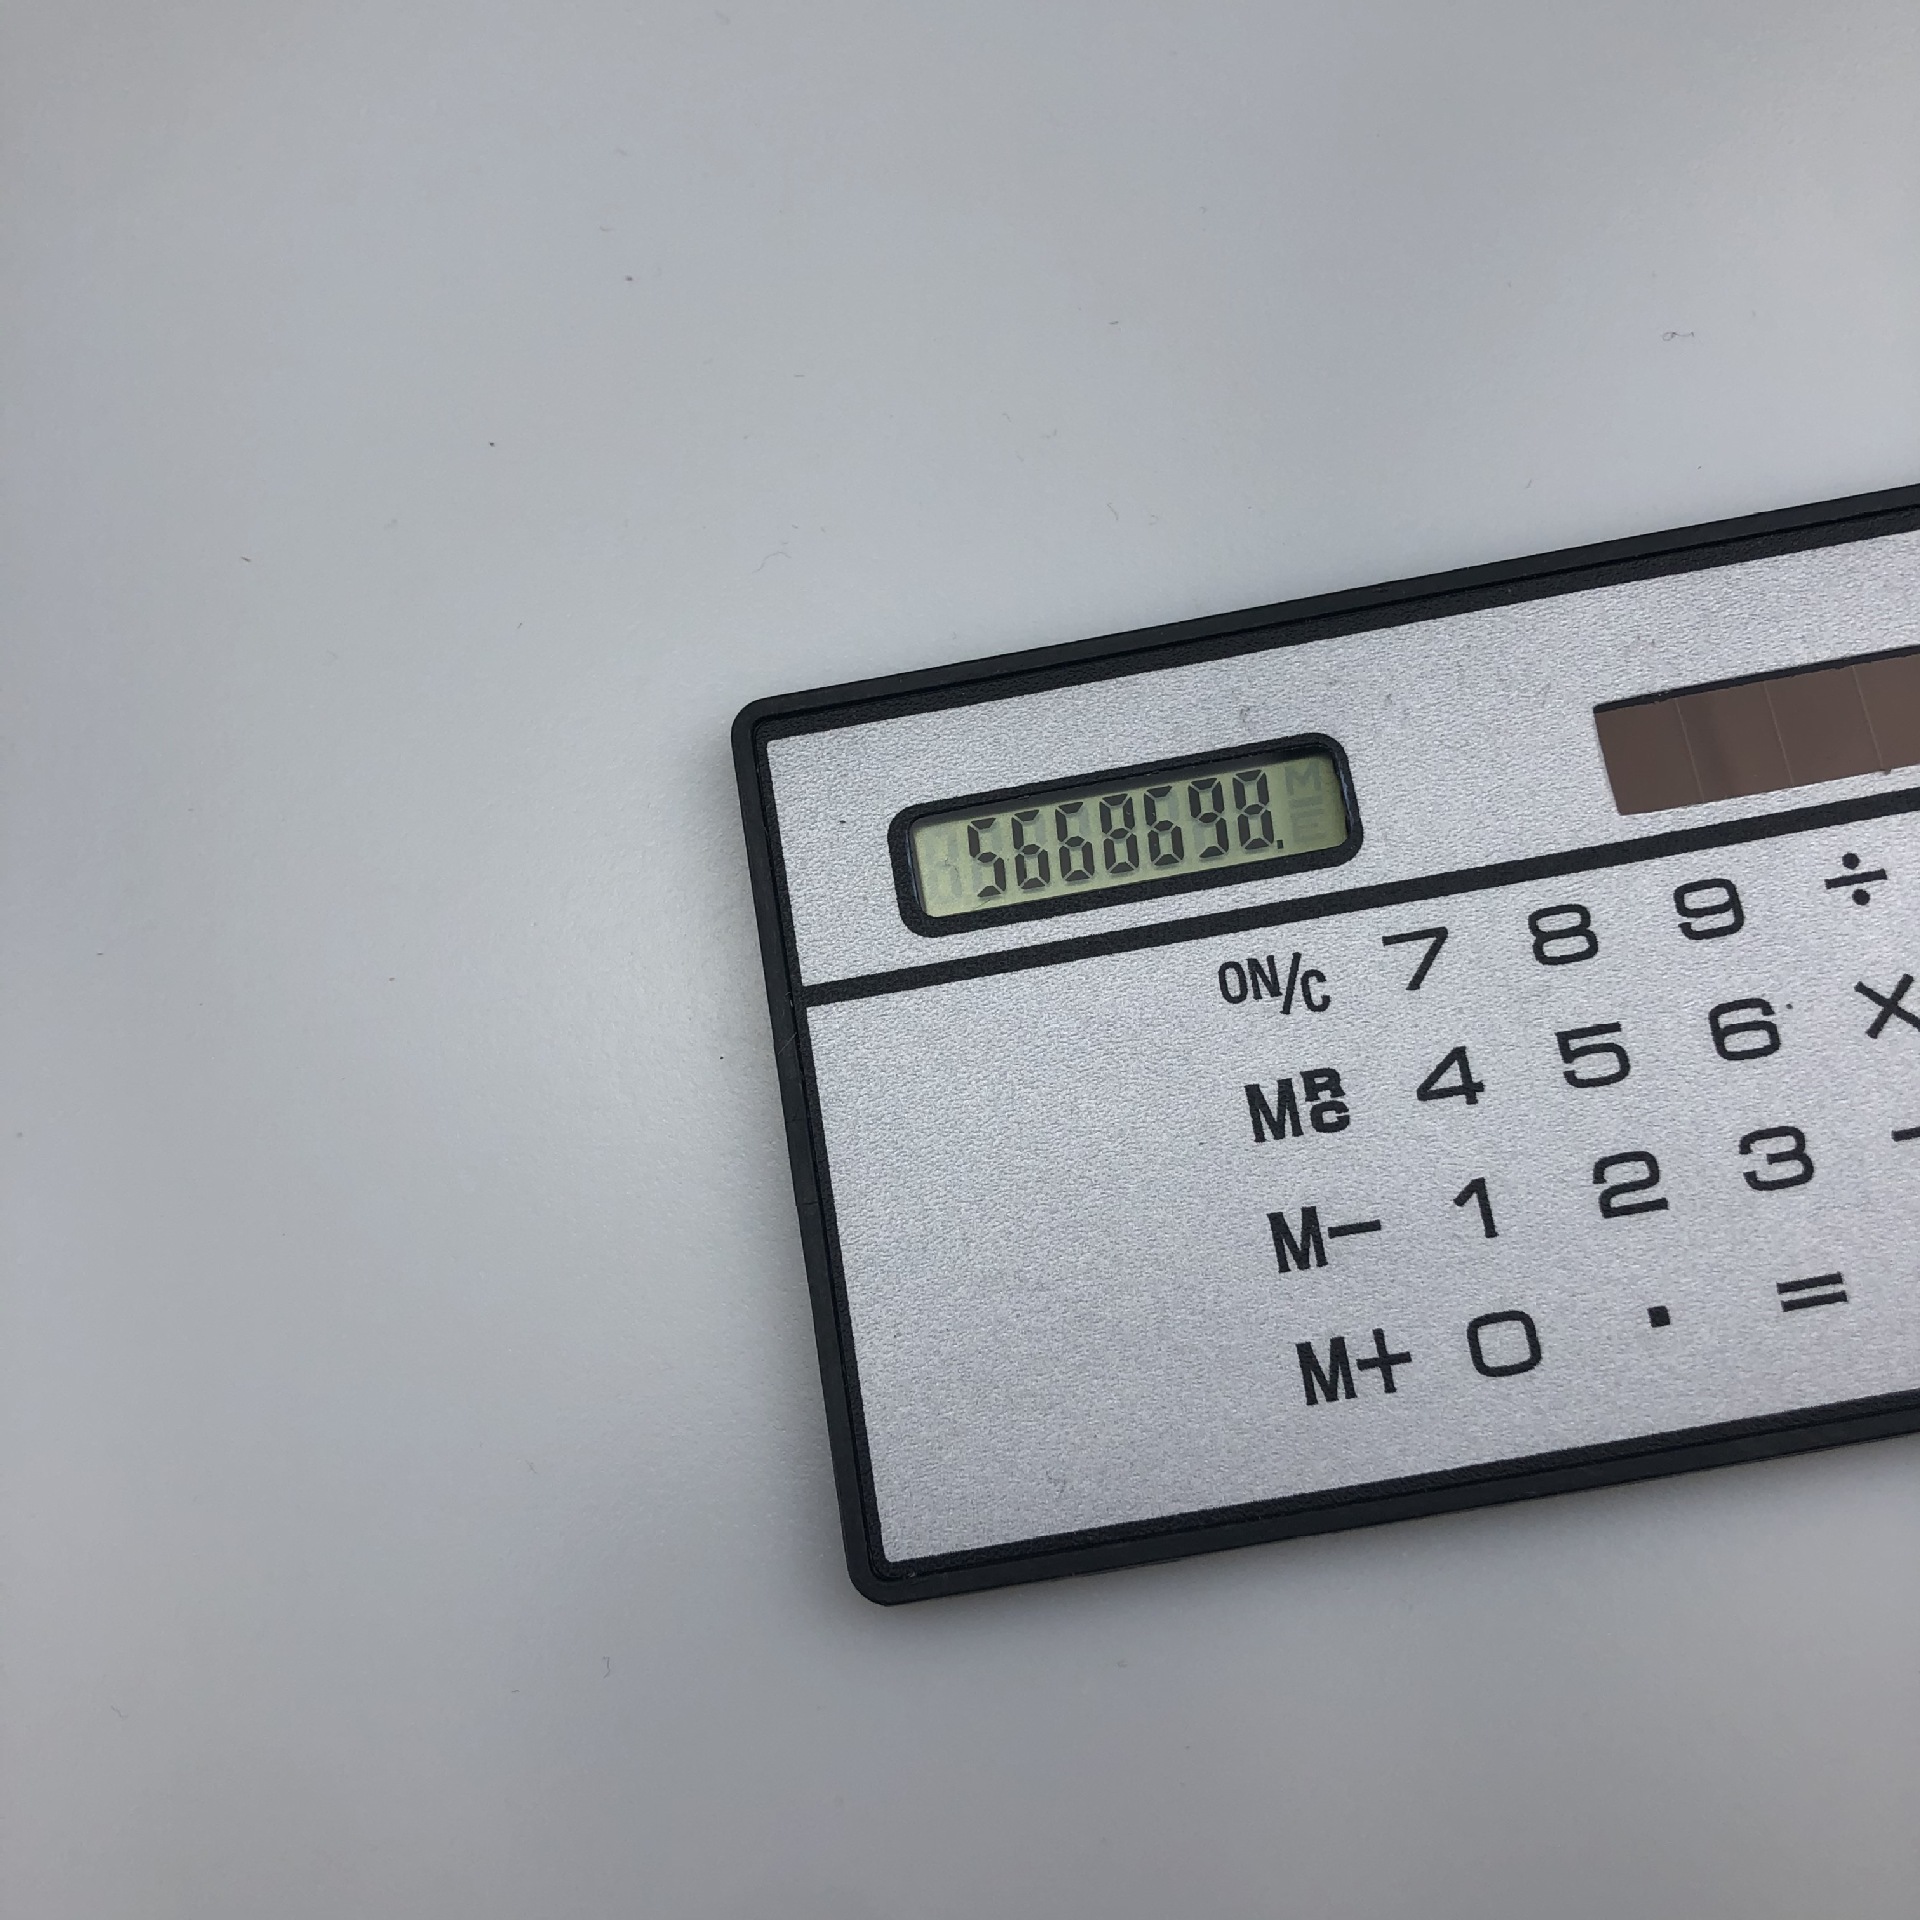 5668698.
ON/C 7 8 9 ÷
MRC 4 5 6 ×
M− 1 2 3 −
M+ 0 . =